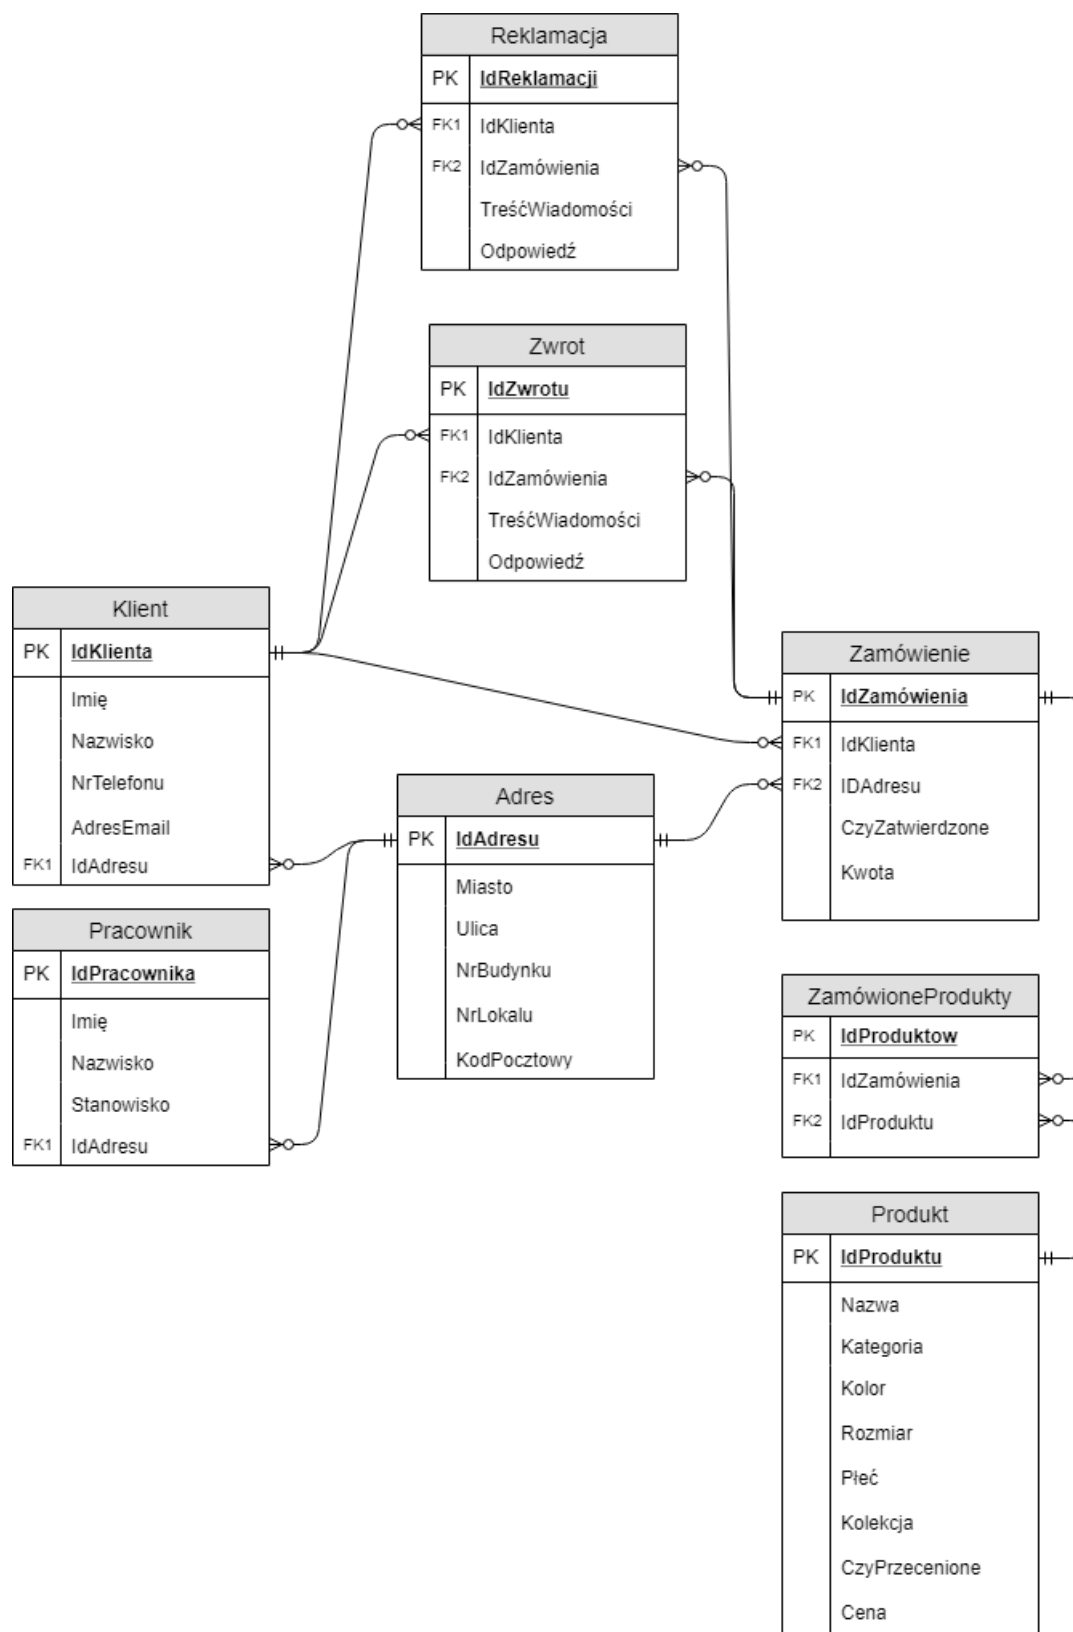 Reklamacja
PK IdReklamacji
FK1 IdKlienta
FK2 IdZamówienia
TreśćWiadomości
Odpowiedź
Zwrot
PK IdZwrotu
FK1 IdKlienta
FK2 IdZamówienia
TreśćWiadomości
Odpowiedź
Klient
PK IdKlienta
Imię
Nazwisko
NrTelefonu
AdresEmail
FK1 IdAdresu
Zamówienie
PK IdZamówienia
FK1 IdKlienta
FK2 IDAdresu
CzyZatwierdzone
Kwota
Adres
PK IdAdresu
Miasto
Ulica
NrBudynku
NrLokalu
KodPocztowy
Pracownik
PK IdPracownika
Imię
Nazwisko
Stanowisko
FK1 IdAdresu
ZamówioneProdukty
PK IdProduktow
FK1 IdZamówienia
FK2 IdProduktu
Produkt
PK IdProduktu
Nazwa
Kategoria
Kolor
Rozmiar
Płeć
Kolekcja
CzyPrzecenione
Cena